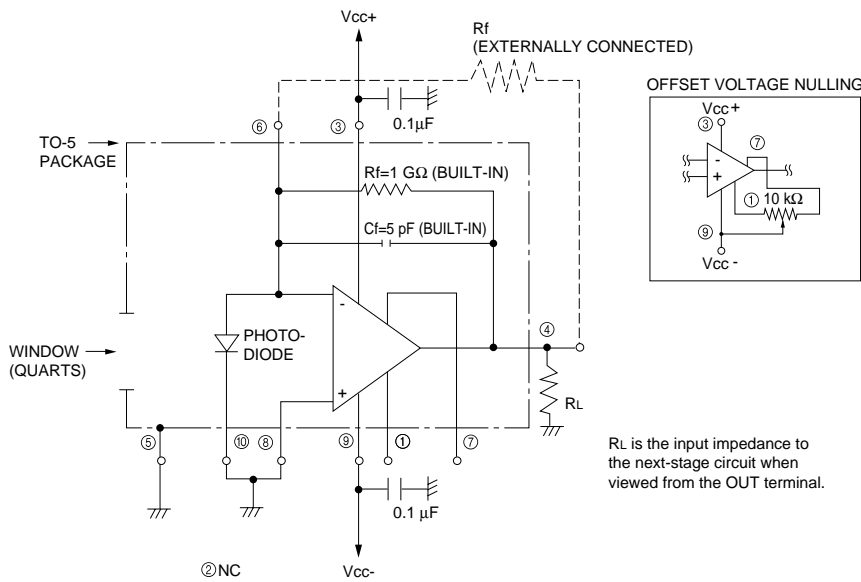 Vcc+
Rf
(EXTERNALLY CONNECTED)
OFFSET VOLTAGE NULLING
Vcc+
③
⑦
-
+
① 10 kΩ
⑨
Vcc -
0.1µF
⑥
③
TO-5
PACKAGE
Rf=1 GΩ (BUILT-IN)
Cf=5 pF (BUILT-IN)
-
PHOTO-
DIODE
+
④
WINDOW
(QUARTS)
RL
⑤
⑩
⑧
⑨
①
⑦
RL is the input impedance to
the next-stage circuit when
viewed from the OUT terminal.
0.1 µF
②NC
Vcc-